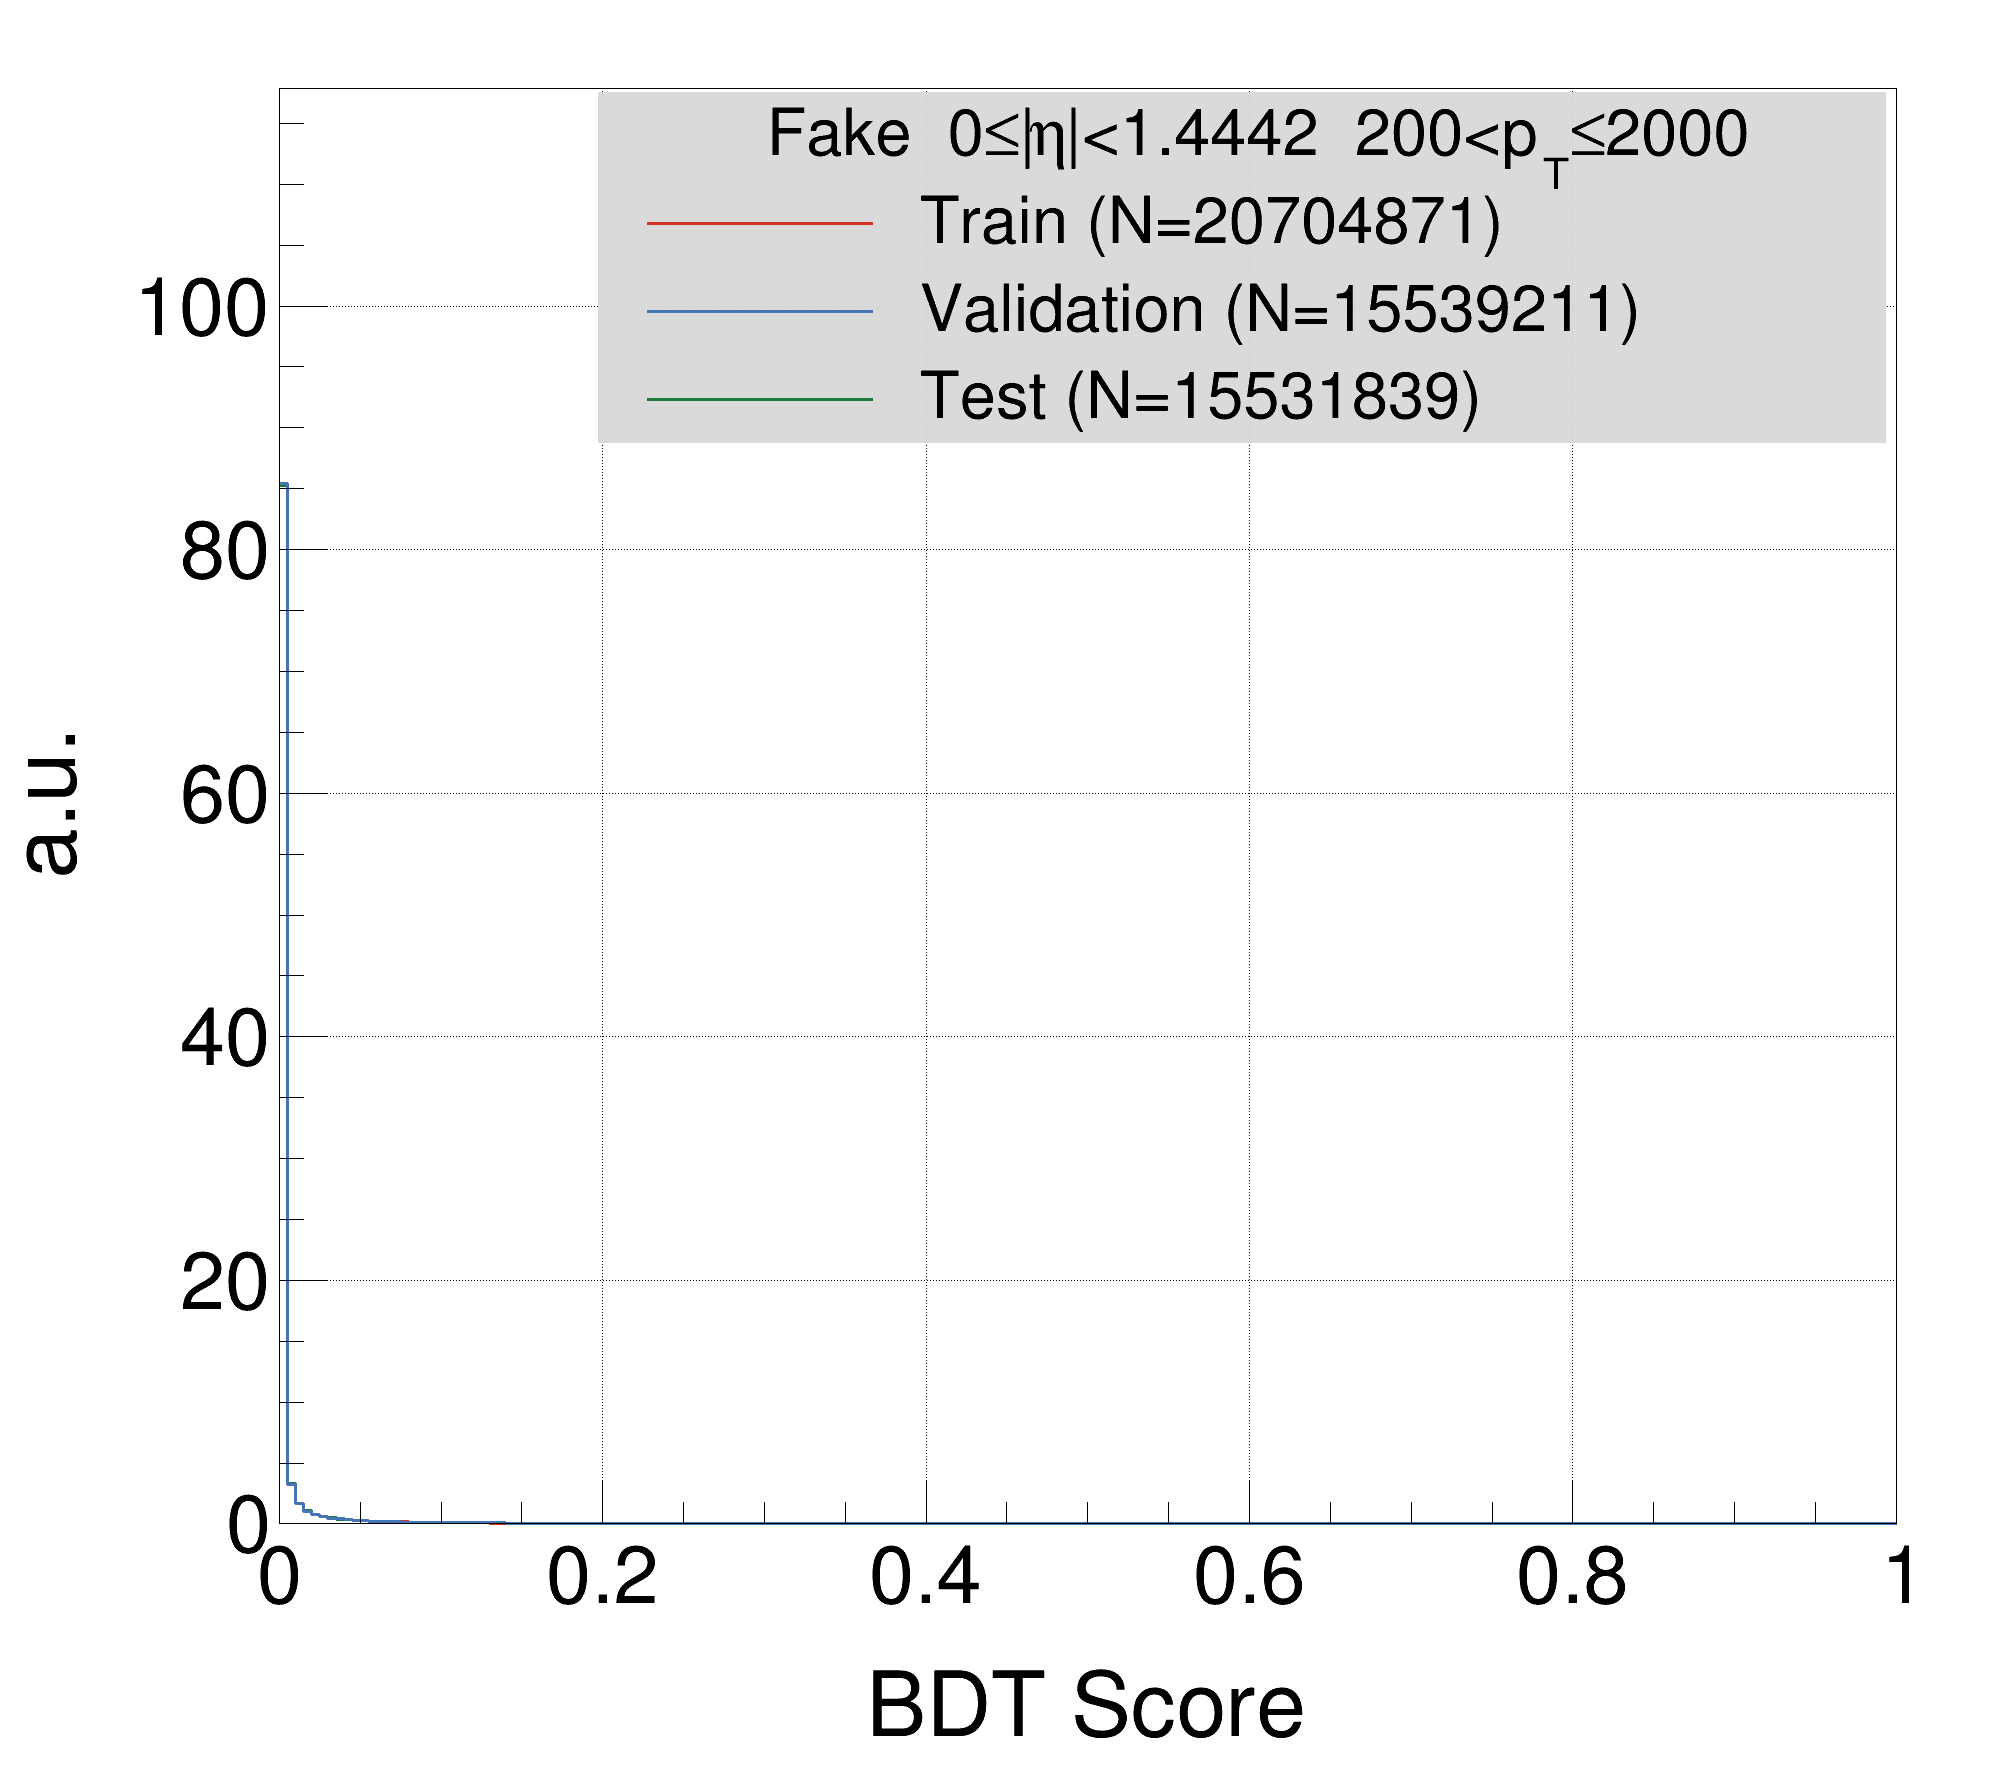 Fake 0≤|η|<1.4442 200<p_T≤2000
Train (N=20704871)
Validation (N=15539211)
Test (N=15531839)
100
80
60
40
20
0
a.u.
0 0.2 0.4 0.6 0.8 1
BDT Score